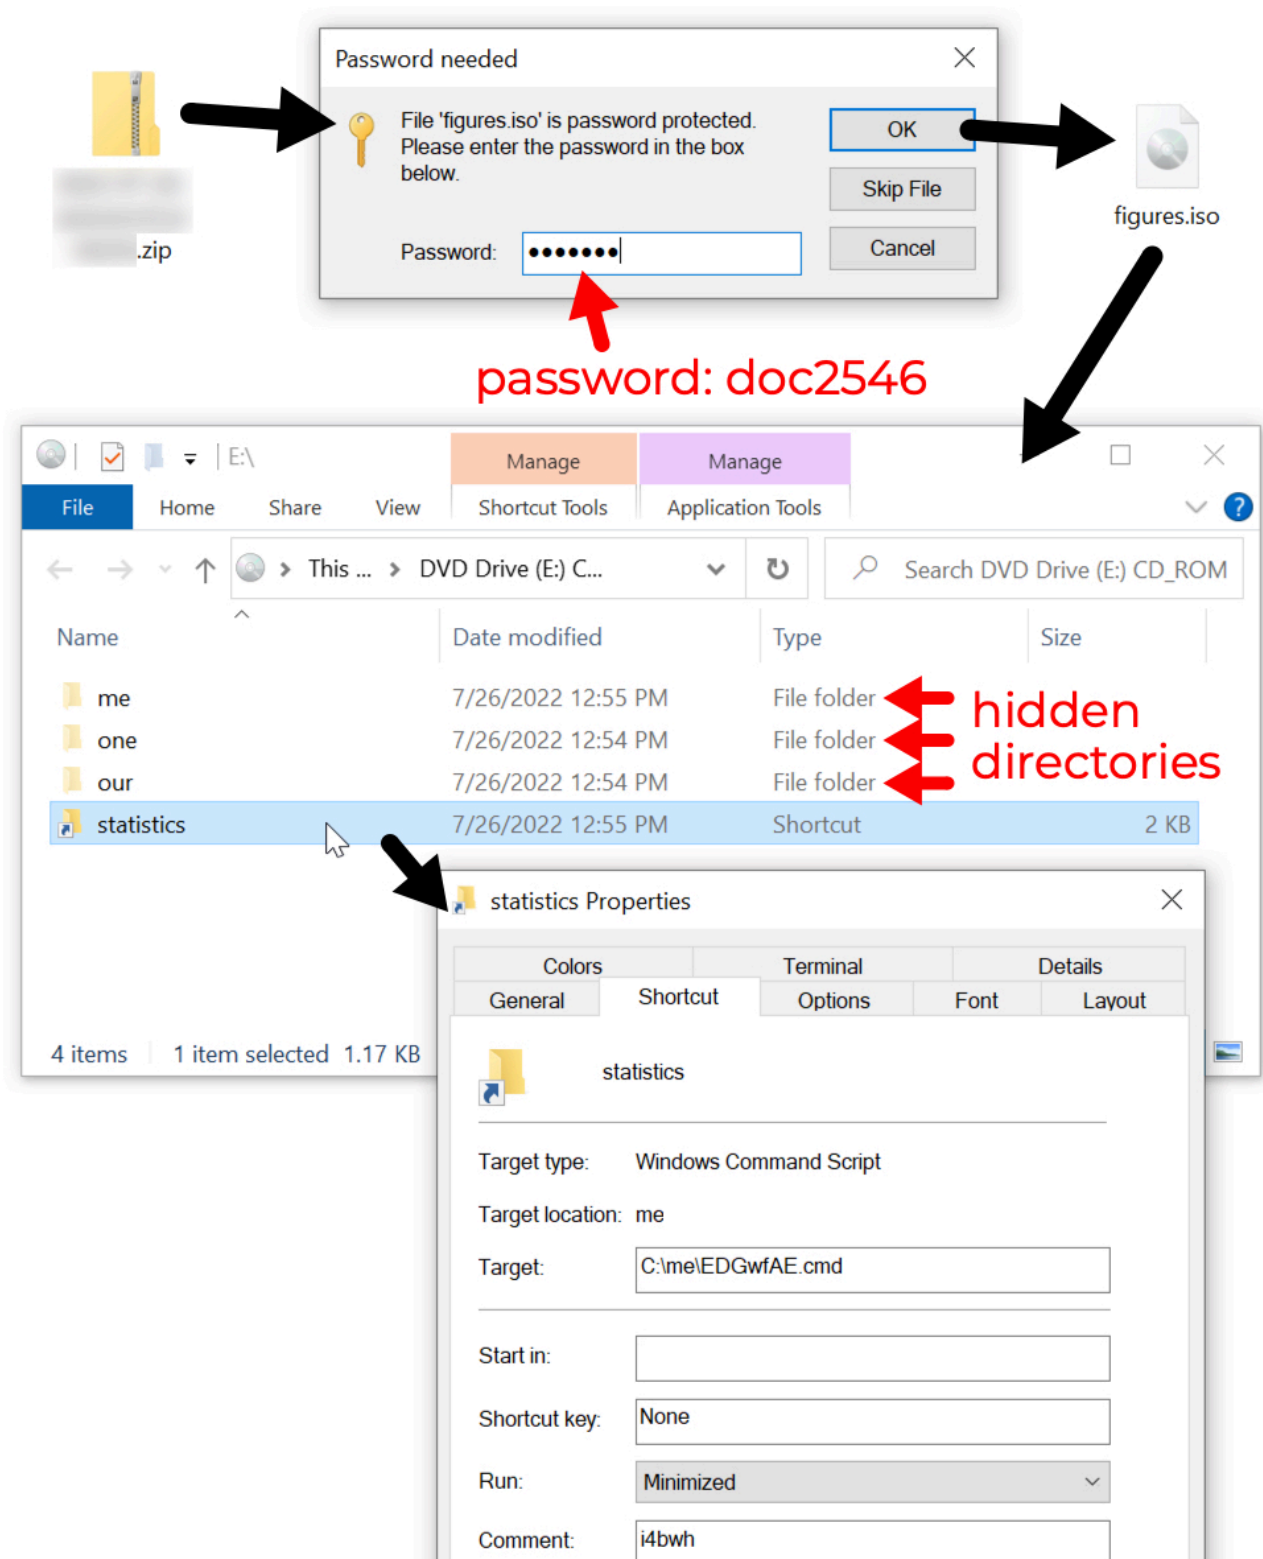 Password needed
File 'figures.iso' is password protected.
Please enter the password in the box
below.
OK
Skip File
Cancel
Password:
.zip
figures.iso
password: doc2546
E:\
Manage
Manage
File
Home
Share
View
Shortcut Tools
Application Tools
?
This ...
DVD Drive (E:) C...
Search DVD Drive (E:) CD_ROM
Name
Date modified
Type
Size
me
7/26/2022 12:55 PM
File folder
one
7/26/2022 12:54 PM
File folder
our
7/26/2022 12:54 PM
File folder
hidden
directories
statistics
7/26/2022 12:55 PM
Shortcut
2 KB
statistics Properties
Colors
Terminal
Details
General
Shortcut
Options
Font
Layout
4 items
1 item selected 1.17 KB
statistics
Target type:
Windows Command Script
Target location:
me
Target:
C:\me\EDGwfAE.cmd
Start in:
Shortcut key:
None
Run:
Minimized
Comment:
i4bwh